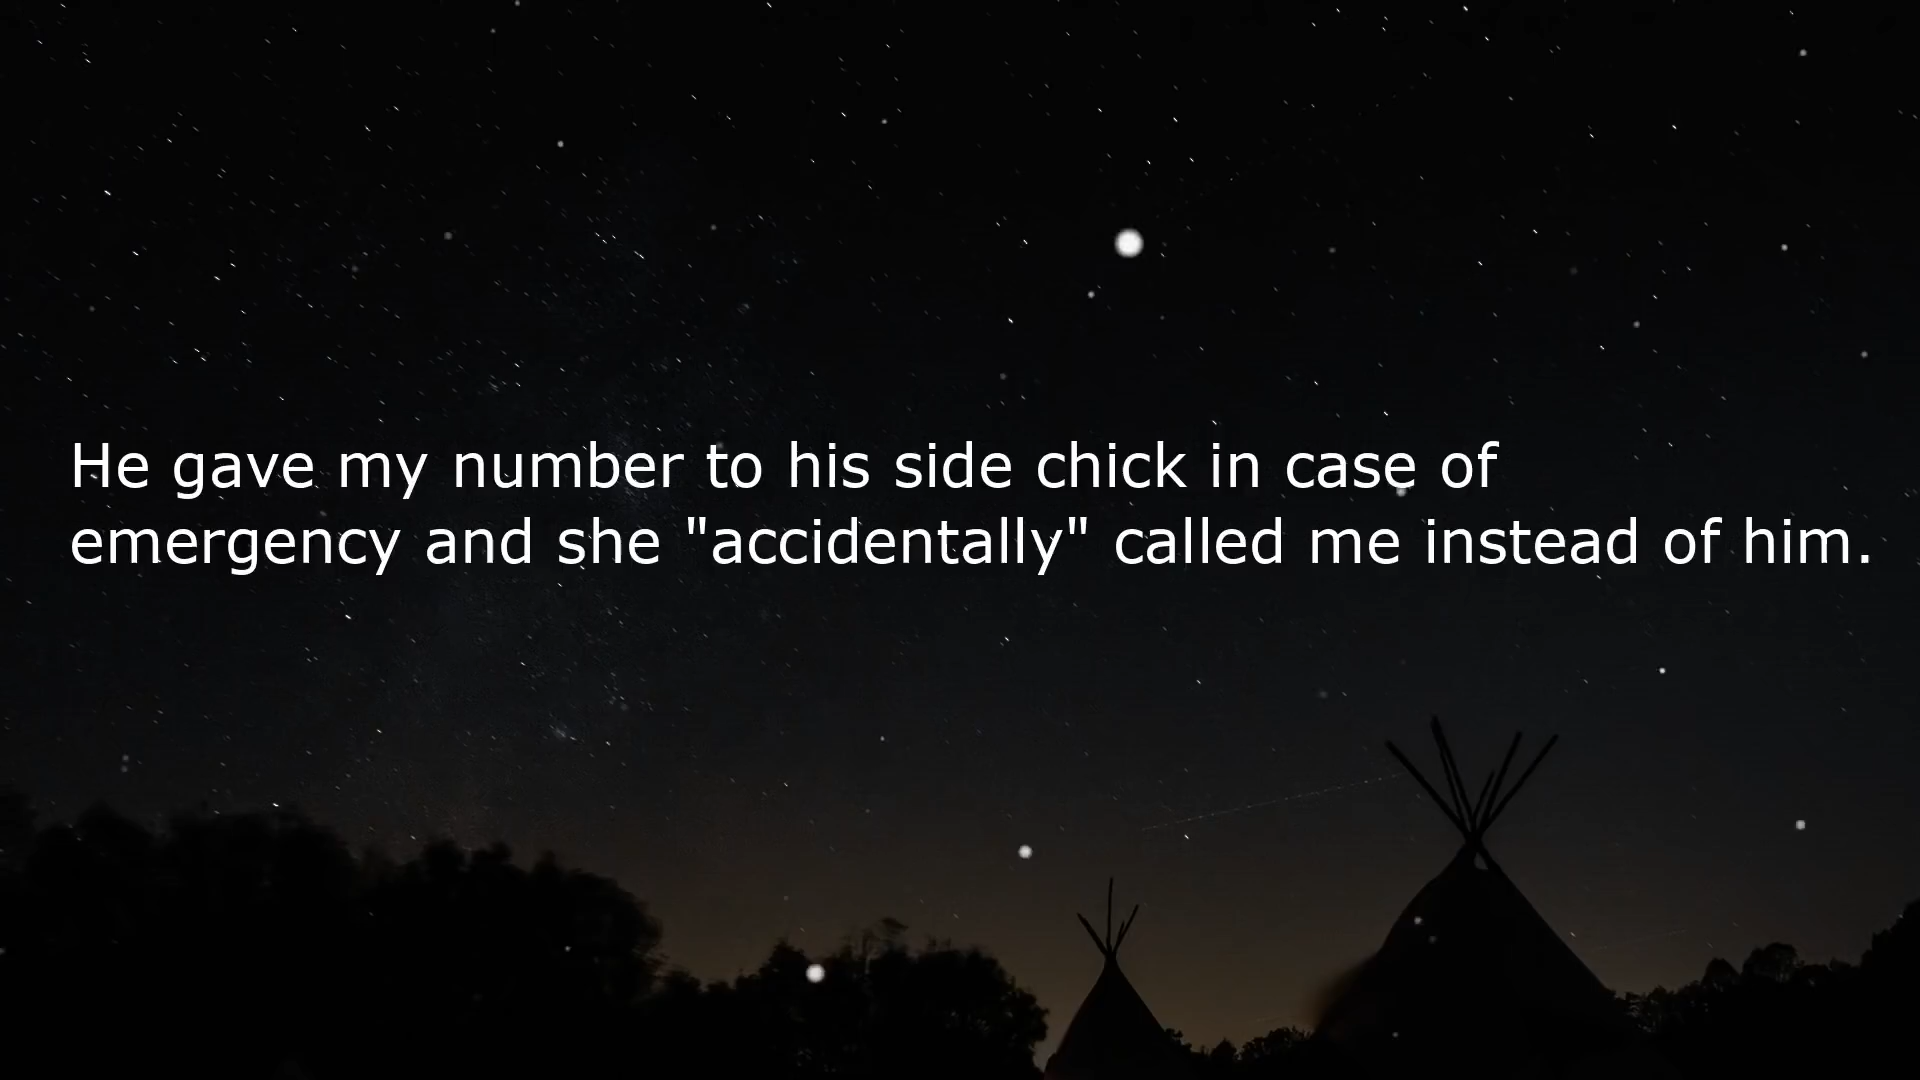 He gave my number to his side chick in case of
emergency and she "accidentally" called me instead of him.